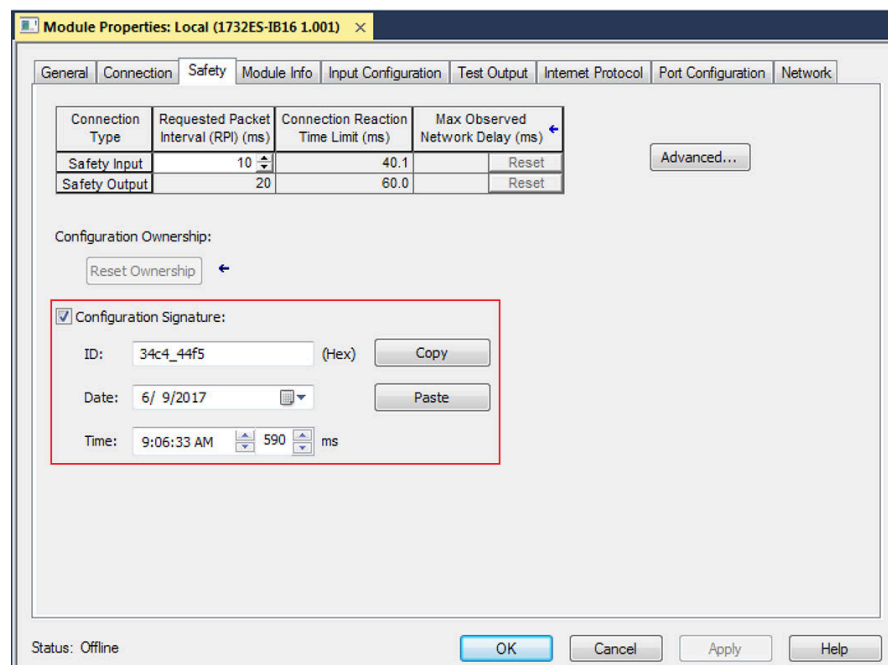 Module Properties: Local (1732ES-IB16 1.001) ×
General Connection Safety Module Info Input Configuration Test Output Internet Protocol Port Configuration Network
Connection Type Requested Packet Interval (RPI) (ms) Connection Reaction Time Limit (ms) Max Observed Network Delay (ms)
Safety Input 10 40.1 Reset
Safety Output 20 60.0 Reset
Advanced...
Configuration Ownership:
Reset Ownership
Configuration Signature:
ID: 34c4_44f5 (Hex) Copy
Date: 6/ 9/2017 Paste
Time: 9:06:33 AM 590 ms
Status: Offline OK Cancel Apply Help